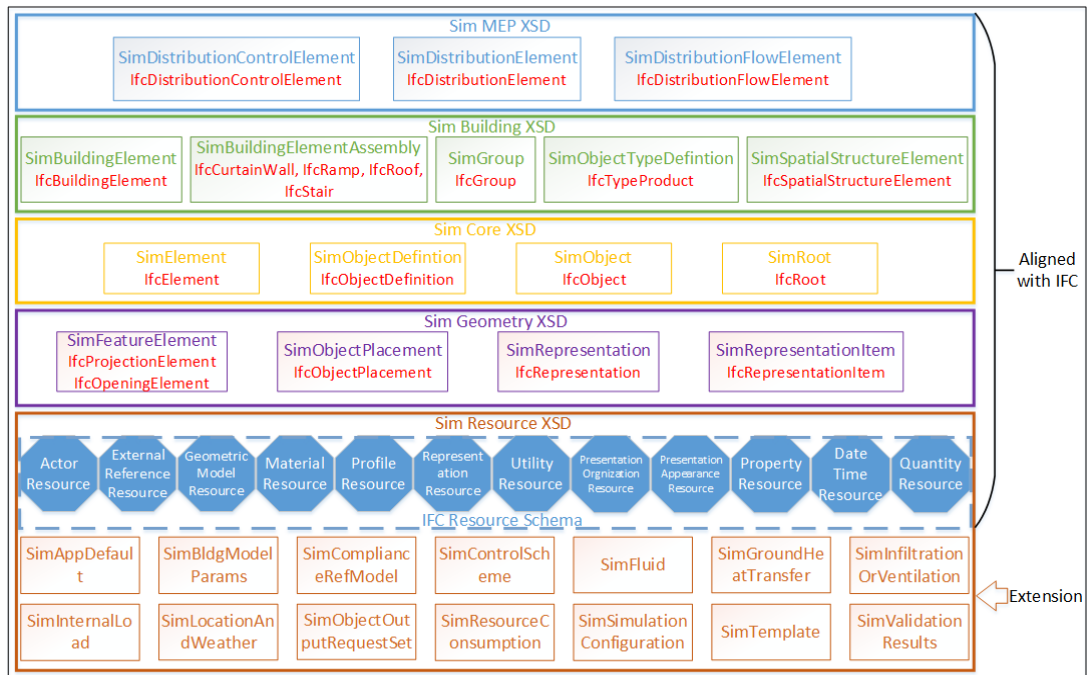 Sim MEP XSD
SimDistributionControlElement
IfcDistributionControlElement
SimDistributionElement
IfcDistributionElement
SimDistributionFlowElement
IfcDistributionFlowElement
Sim Building XSD
SimBuildingElement
IfcBuildingElement
SimBuildingElementAssembly
IfcCurtainWall, IfcRamp, IfcRoof,
IfcStair
SimGroup
IfcGroup
SimObjectTypeDefintion
IfcTypeProduct
SimSpatialStructureElement
IfcSpatialStructureElement
Sim Core XSD
SimElement
IfcElement
SimObjectDefintion
IfcObjectDefinition
SimObject
IfcObject
SimRoot
IfcRoot
Aligned
with IFC
Sim Geometry XSD
SimFeatureElement
IfcProjectionElement
IfcOpeningElement
SimObjectPlacement
IfcObjectPlacement
SimRepresentation
IfcRepresentation
SimRepresentationItem
IfcRepresentationItem
Sim Resource XSD
Actor
Resource
External
Reference
Resource
Geometric
Model
Resource
Material
Resource
Profile
Resource
Represent
ation
Resource
Utility
Resource
Presentation
Orgnization
Resource
Presentation
Appearance
Resource
Property
Resource
Date
Time
Resource
Quantity
Resource
IFC Resource Schema
SimAppDefaul
t
SimBldgModel
Params
SimComplianc
eRefModel
SimControlSc
heme
SimFluid
SimGroundHe
atTransfer
SimInfiltration
OrVentilation
Extension
SimInternalLo
ad
SimLocationAn
dWeather
SimObjectOut
putRequestSet
SimResourceC
onsumption
SimSimulation
Configuration
SimTemplate
SimValidation
Results